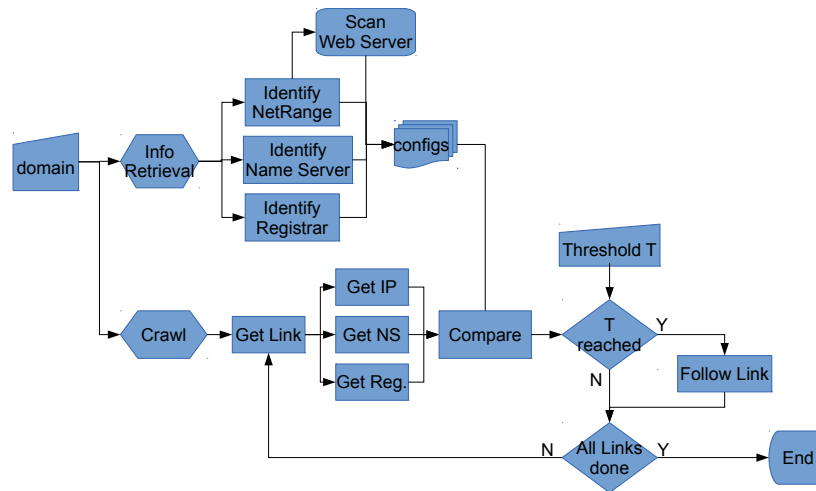 Scan
Web Server
Identify
NetRange
domain
Info
Retrieval
Identify
Name Server
configs
Identify
Registrar
Threshold T
Get IP
Crawl
Get Link
Get NS
Compare
T
reached
Y
Get Reg.
N
Follow Link
N
All Links
done
Y
End